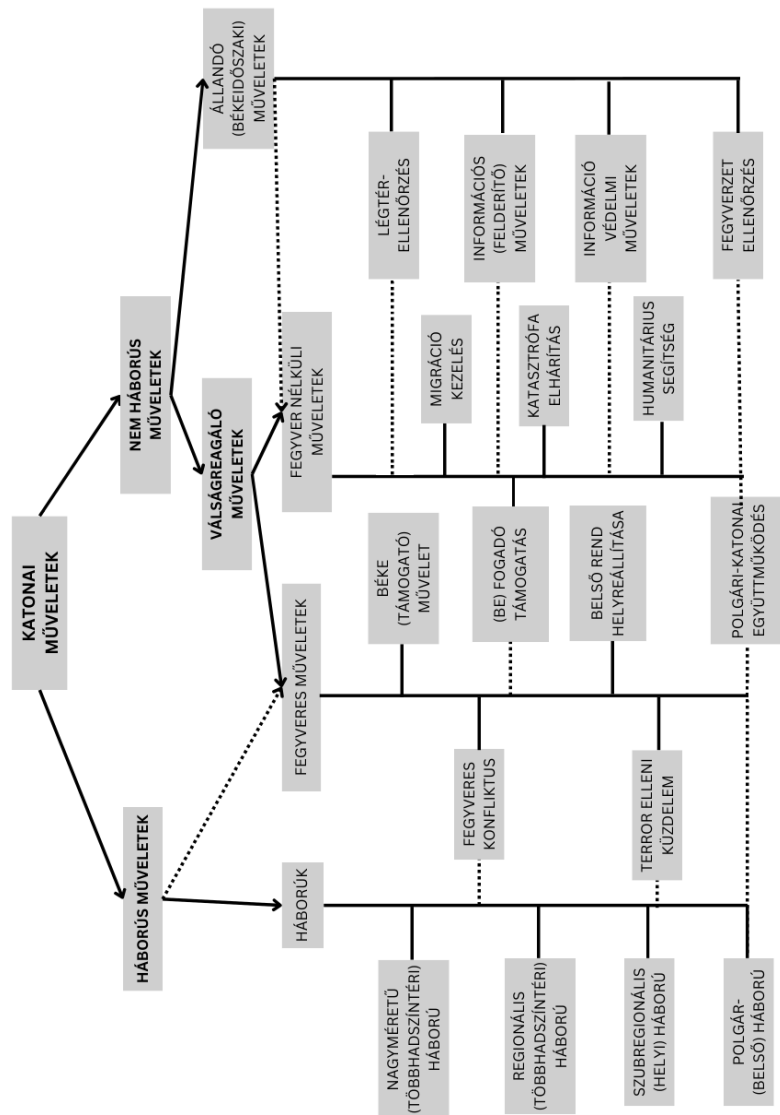 KATONAI
MŰVELETEK
HÁBORÚS MŰVELETEK
NEM HÁBORÚS
MŰVELETEK
VÁLSÁGREAGÁLÓ
MŰVELETEK
ÁLLANDÓ
(BÉKEIDŐSZAKI)
MŰVELETEK
HÁBORÚK
FEGYVERES MŰVELETEK
FEGYVER NÉLKÜLI
MŰVELETEK
NAGYMÉRETŰ
(TÖBBHADSZÍNTÉRI)
HÁBORÚ
REGIONÁLIS
(TÖBBHADSZÍNTÉRI)
HÁBORÚ
SZUBREGIONÁLIS
(HELYI) HÁBORÚ
POLGÁR-
(BELSŐ) HÁBORÚ
FEGYVERES
KONFLIKTUS
TERROR ELLENI
KÜZDELEM
BÉKE
(TÁMOGATÓ)
MŰVELET
(BE) FOGADÓ
TÁMOGATÁS
BELSŐ REND
HELYREÁLLÍTÁSA
POLGÁRI-KATONAI
EGYÜTTMŰKÖDÉS
MIGRÁCIÓ
KEZELÉS
KATASZTRÓFA
ELHÁRÍTÁS
HUMANITÁRIUS
SEGÍTSÉG
LÉGTÉR-
ELLENŐRZÉS
INFORMÁCIÓS
(FELDERÍTŐ)
MŰVELETEK
INFORMÁCIÓ
VÉDELMI
MŰVELETEK
FEGYVERZET
ELLENŐRZÉS